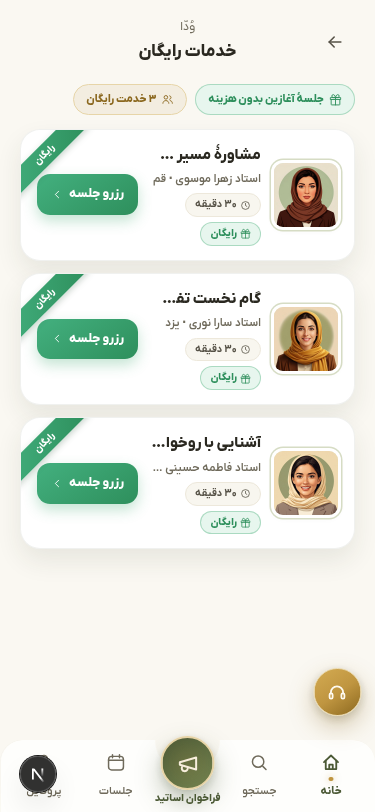 وُدّا
خدمات رایگان
جلسهٔ آغازین بدون هزینه
۳ خدمت رایگان
رایگان
مشاورهٔ مسیر ...
استاد زهرا موسوی • قم
۳۰ دقیقه
رایگان
رزرو جلسه
رایگان
گام نخست تفـ...
استاد سارا نوری • یزد
۳۰ دقیقه
رایگان
رزرو جلسه
رایگان
آشنایی با روخوا...
استاد فاطمه حسینی ...
۳۰ دقیقه
رایگان
رزرو جلسه
خانه
جستجو
فراخوان اساتید
جلسات
پروفایل
N